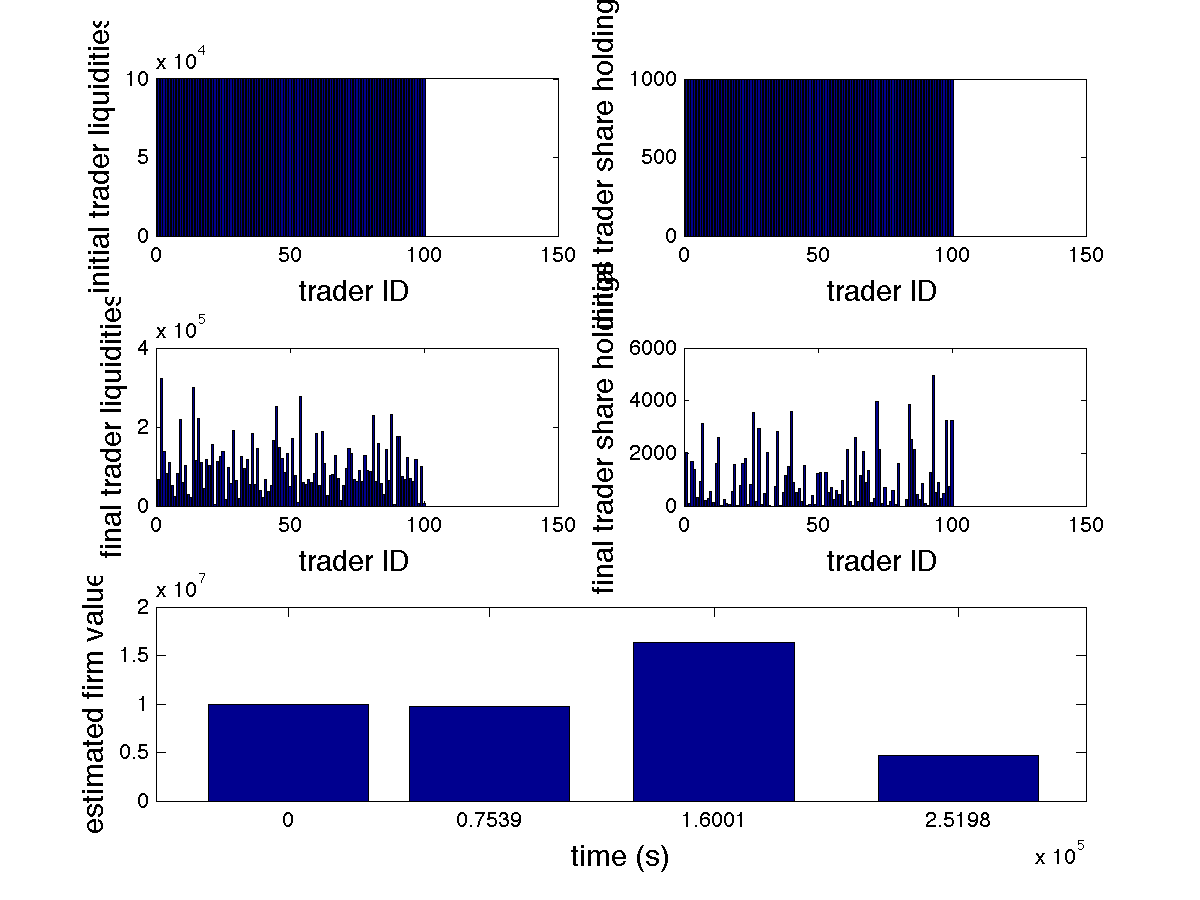 initial trader liquidities
x 10^4
10
5
0
0 50 100 150
trader ID
trader share holding
1000
500
0
0 50 100 150
trader ID
final trader liquidities
x 10^5
4
2
0
0 50 100 150
trader ID
final trader share holdings
6000
4000
2000
0
0 50 100 150
trader ID
estimated firm value
x 10^7
2
1.5
1
0.5
0
0 0.7539 1.6001 2.5198
time (s)
x 10^5